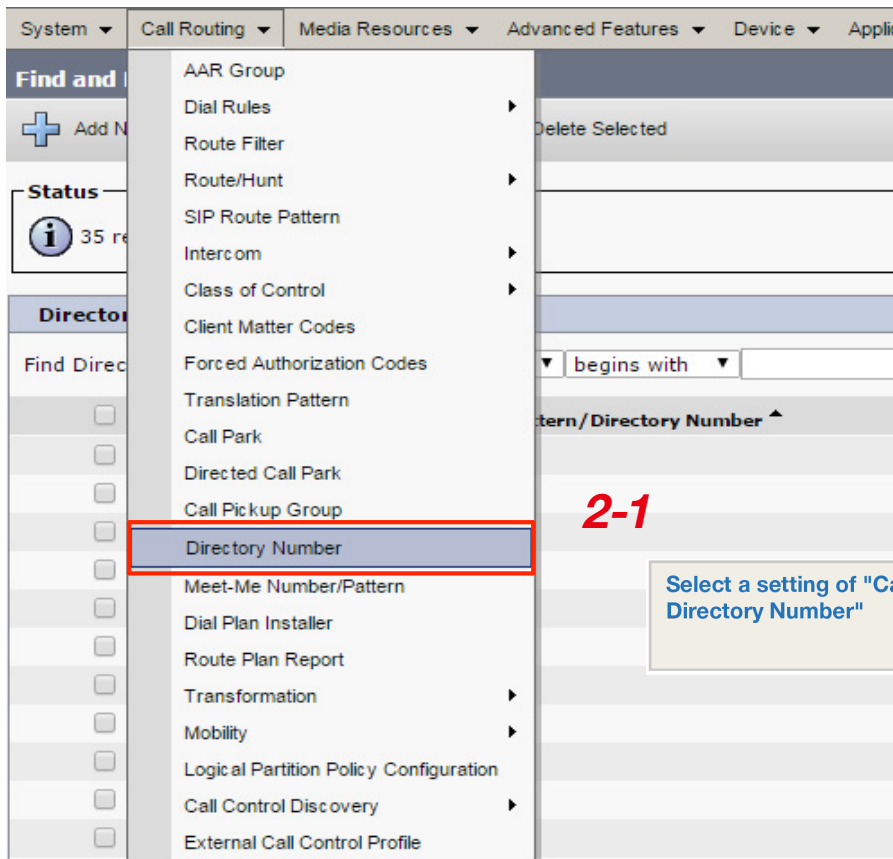 System Call Routing Media Resources Advanced Features Device
Find and
Add Delete Selected
Status
35
AAR Group
Dial Rules
Route Filter
Route/Hunt
SIP Route Pattern
Intercom
Class of Control
Client Matter Codes
Forced Authorization Codes
Translation Pattern
Call Park
Directed Call Park
Call Pickup Group
Directory Number
Meet-Me Number/Pattern
Dial Plan Installer
Route Plan Report
Transformation
Mobility
Logical Partition Policy Configuration
Call Control Discovery
External Call Control Profile
Find begins with
/Directory Number
2-1
Select a setting of
Directory Number"